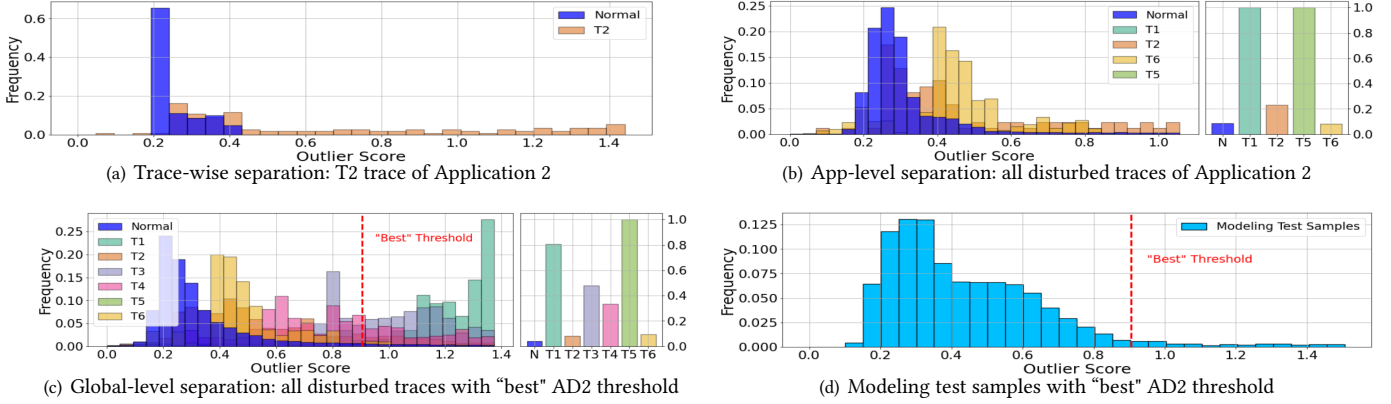 Normal
T2
0.6
0.4
0.2
0.0
Frequency
0.0 0.2 0.4 0.6 0.8 1.0 1.2 1.4
Outlier Score
(a) Trace-wise separation: T2 trace of Application 2
Normal
T1
T2
T6
T5
0.25
0.20
0.15
0.10
0.05
0.00
Frequency
0.0 0.2 0.4 0.6 0.8 1.0
Outlier Score
1.0
0.8
0.6
0.4
0.2
0.0
N T1 T2 T5 T6
(b) App-level separation: all disturbed traces of Application 2
Normal
T1
T2
T3
T4
T5
T6
"Best" Threshold
0.25
0.20
0.15
0.10
0.05
0.00
Frequency
0.0 0.2 0.4 0.6 0.8 1.0 1.2 1.4
Outlier Score
1.0
0.8
0.6
0.4
0.2
0.0
N T1 T2 T3 T4 T5 T6
(c) Global-level separation: all disturbed traces with “best" AD2 threshold
Modeling Test Samples
"Best" Threshold
0.125
0.100
0.075
0.050
0.025
0.000
Frequency
0.0 0.2 0.4 0.6 0.8 1.0 1.2 1.4
Outlier Score
(d) Modeling test samples with “best" AD2 threshold